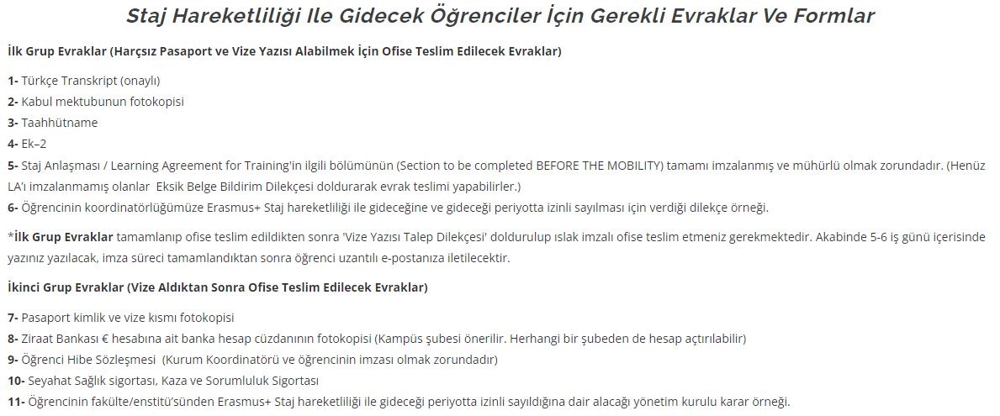 Staj Hareketliliği Ile Gidecek Öğrenciler İçin Gerekli Evraklar Ve Formlar
İlk Grup Evraklar (Harçsız Pasaport ve Vize Yazısı Alabilmek İçin Ofise Teslim Edilecek Evraklar)
1- Türkçe Transkript (onaylı)
2- Kabul mektubunun fotokopisi
3- Taahhütname
4- Ek–2
5- Staj Anlaşması / Learning Agreement for Training'in ilgili bölümünün (Section to be completed BEFORE THE MOBILITY) tamamı imzalanmış ve mühürlü olmak zorundadır. (Henüz
LA’ı imzalanmamış olanlar  Eksik Belge Bildirim Dilekçesi doldurarak evrak teslimi yapabilirler.)
6- Öğrencinin koordinatörlüğümüze Erasmus+ Staj hareketliliği ile gideceğine ve gideceği periyotta izinli sayılması için verdiği dilekçe örneği.
*İlk Grup Evraklar tamamlanıp ofise teslim edildikten sonra 'Vize Yazısı Talep Dilekçesi' doldurulup ıslak imzalı ofise teslim etmeniz gerekmektedir. Akabinde 5-6 iş günü içerisinde
yazınız yazılacak, imza süreci tamamlandıktan sonra öğrenci uzantılı e-postanıza iletilecektir.
İkinci Grup Evraklar (Vize Aldıktan Sonra Ofise Teslim Edilecek Evraklar)
7- Pasaport kimlik ve vize kısmı fotokopisi
8- Ziraat Bankası € hesabına ait banka hesap cüzdanının fotokopisi (Kampüs şubesi önerilir. Herhangi bir şubeden de hesap açtırılabilir)
9- Öğrenci Hibe Sözleşmesi  (Kurum Koordinatörü ve öğrencinin imzası olmak zorundadır)
10- Seyahat Sağlık sigortası, Kaza ve Sorumluluk Sigortası
11- Öğrencinin fakülte/enstitü’sünden Erasmus+ Staj hareketliliği ile gideceği periyotta izinli sayıldığına dair alacağı yönetim kurulu karar örneği.